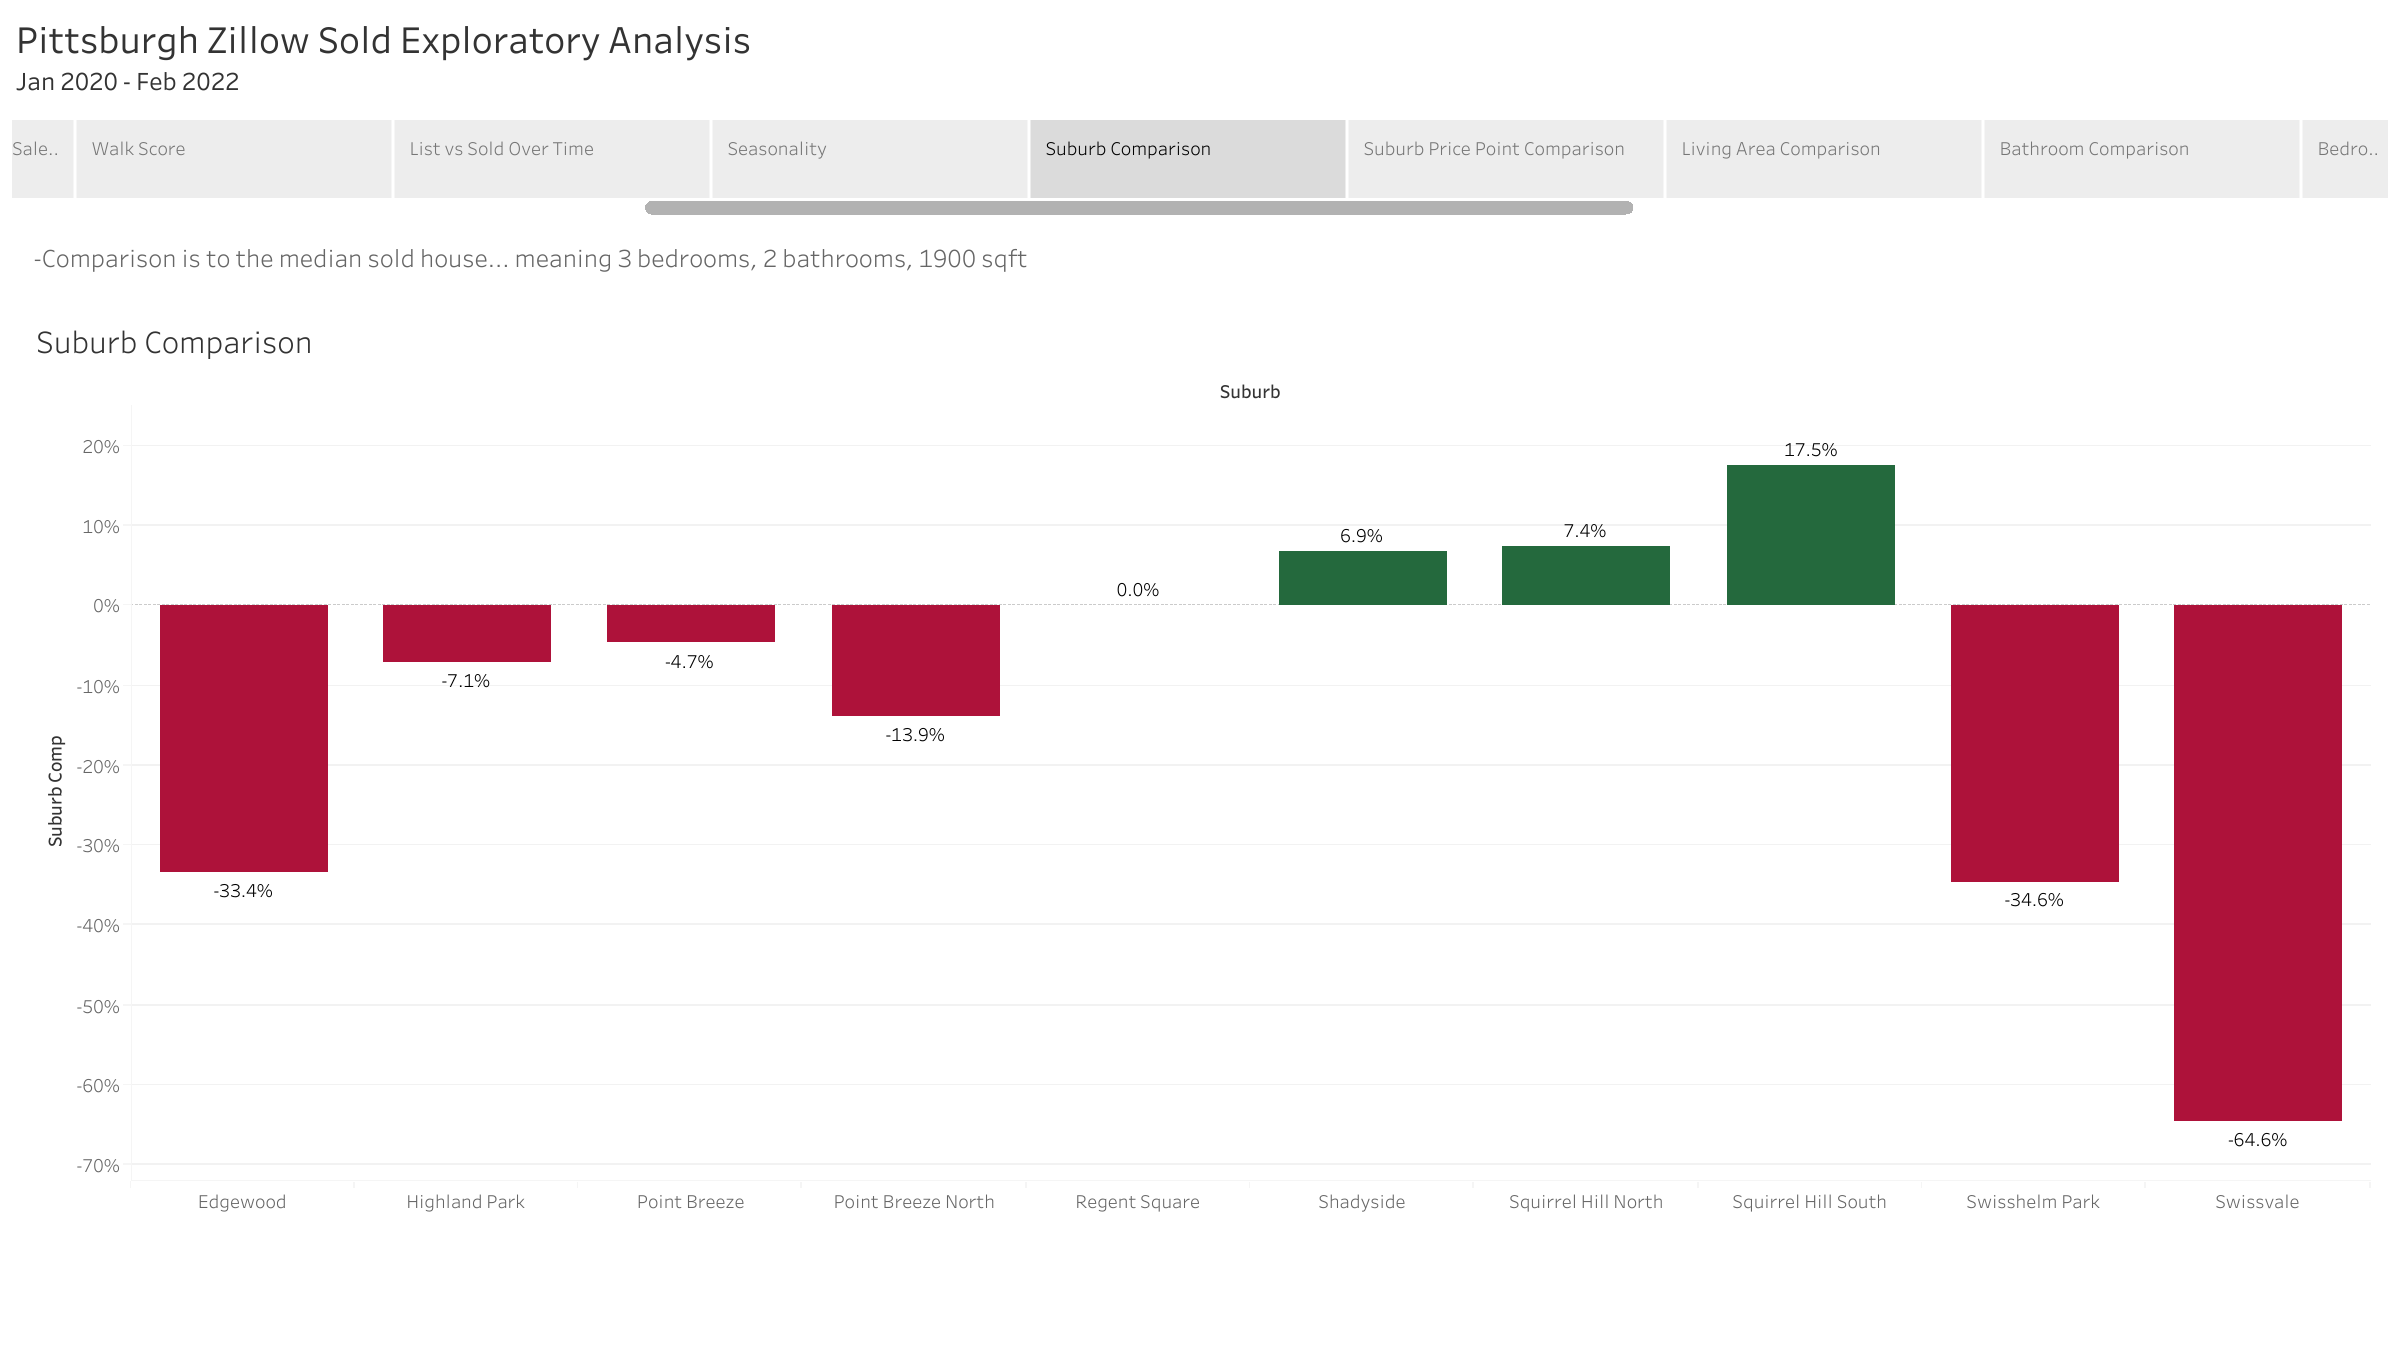 Pittsburgh Zillow Sold Exploratory Analysis
Jan 2020 - Feb 2022
Sale.. Walk Score List vs Sold Over Time Seasonality Suburb Comparison Suburb Price Point Comparison Living Area Comparison Bathroom Comparison Bedro..
-Comparison is to the median sold house... meaning 3 bedrooms, 2 bathrooms, 1900 sqft
Suburb Comparison
Suburb
20%
17.5%
10%
6.9%
7.4%
0%
0.0%
-4.7%
-7.1%
-10%
-13.9%
-20%
Suburb Comp
-30%
-33.4%
-34.6%
-40%
-50%
-60%
-64.6%
-70%
Edgewood Highland Park Point Breeze Point Breeze North Regent Square Shadyside Squirrel Hill North Squirrel Hill South Swisshelm Park Swissvale